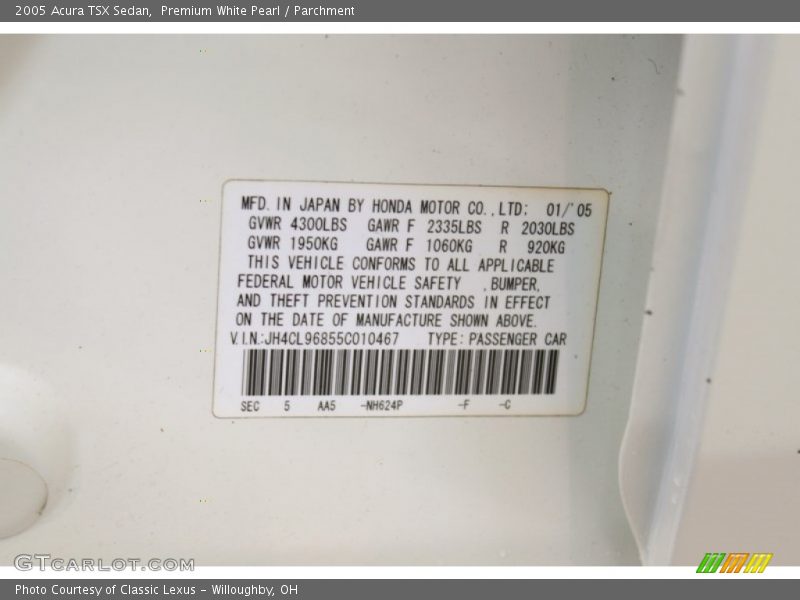 2005 Acura TSX Sedan, Premium White Pearl / Parchment
MFD. IN JAPAN BY HONDA MOTOR CO., LTD: 01/'05
GVWR 4300LBS GAWR F 2335LBS R 2030LBS
GVWR 1950KG GAWR F 1060KG R 920KG
THIS VEHICLE CONFORMS TO ALL APPLICABLE
FEDERAL MOTOR VEHICLE SAFETY , BUMPER,
AND THEFT PREVENTION STANDARDS IN EFFECT
ON THE DATE OF MANUFACTURE SHOWN ABOVE.
V.I.N.:JH4CL96855C010467 TYPE: PASSENGER CAR
SEC 5 AA5 -NH624P -F -C
GTCARLOT.COM
Photo Courtesy of Classic Lexus - Willoughby, OH